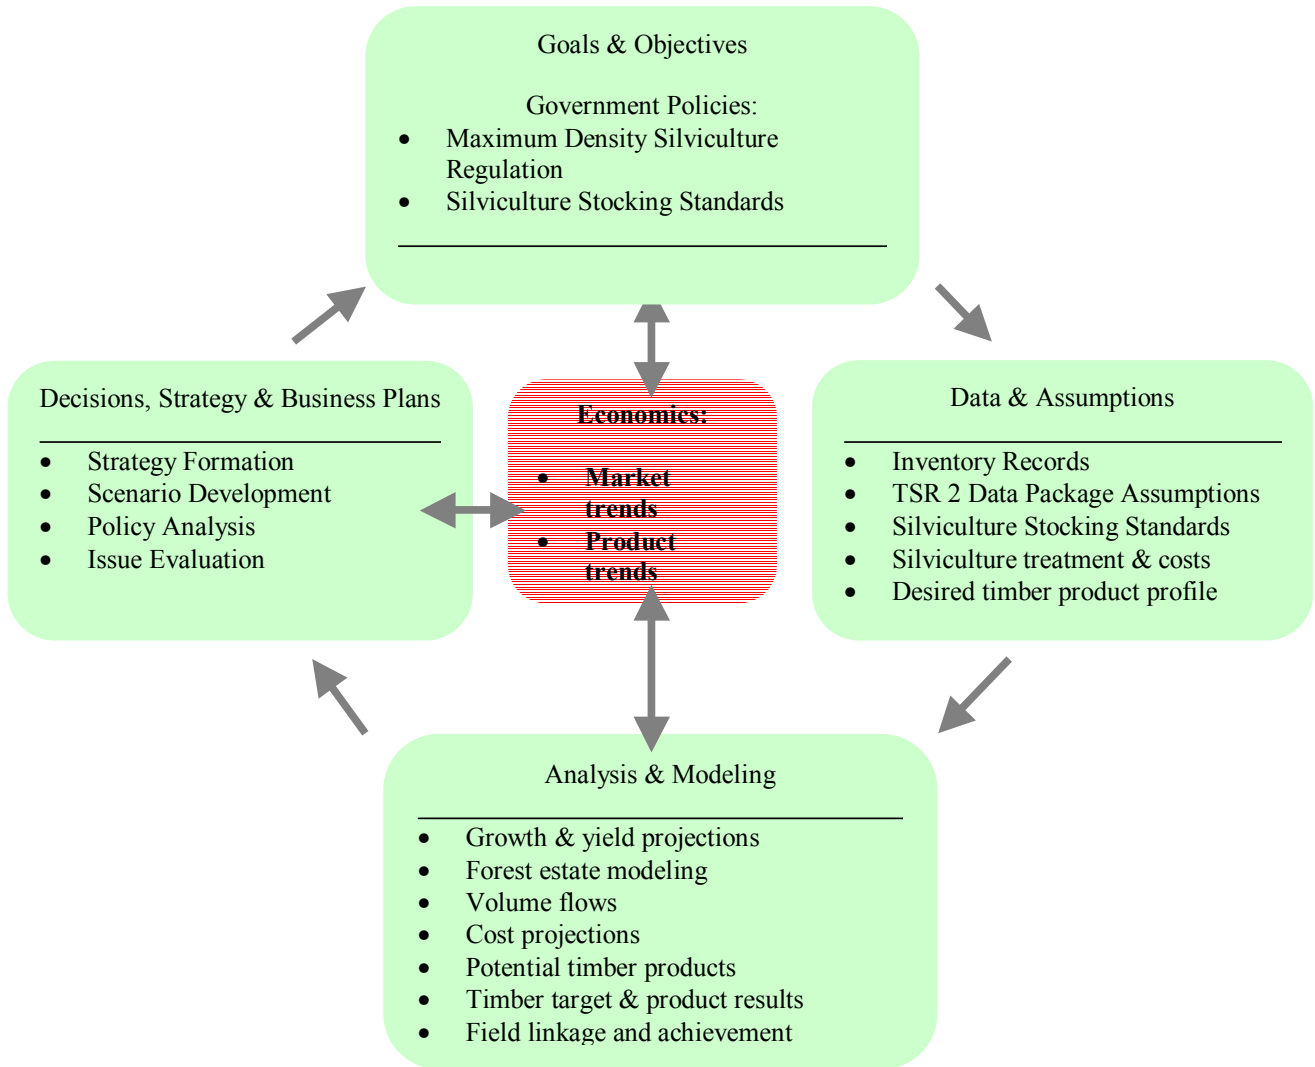 Goals & Objectives
Government Policies:
• Maximum Density Silviculture
Regulation
• Silviculture Stocking Standards
Decisions, Strategy & Business Plans
• Strategy Formation
• Scenario Development
• Policy Analysis
• Issue Evaluation
Economics:
• Market
trends
• Product
trends
Data & Assumptions
• Inventory Records
• TSR 2 Data Package Assumptions
• Silviculture Stocking Standards
• Silviculture treatment & costs
• Desired timber product profile
Analysis & Modeling
• Growth & yield projections
• Forest estate modeling
• Volume flows
• Cost projections
• Potential timber products
• Timber target & product results
• Field linkage and achievement